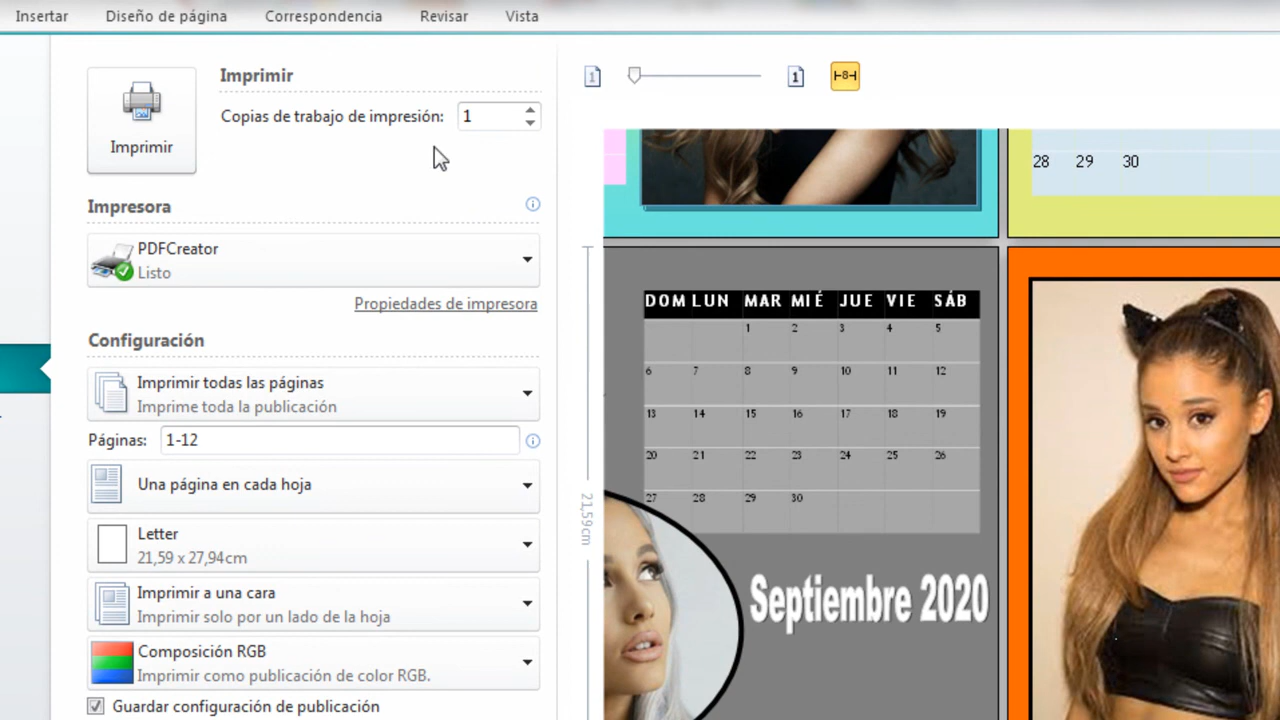 Insertar Diseño de página Correspondencia Revisar Vista
Imprimir
Imprimir
Copias de trabajo de impresión: 1
1 1 8
Impresora
PDFCreator
Listo
Propiedades de impresora
Configuración
Imprimir todas las páginas
Imprime toda la publicación
Páginas: 1-12
Una página en cada hoja
Letter
21,59 x 27,94cm
Imprimir a una cara
Imprimir solo por un lado de la hoja
Composición RGB
Imprimir como publicación de color RGB.
Guardar configuración de publicación
21,59cm
28 29 30
DOM LUN MAR MIÉ JUE VIE SÁB
1 2 3 4 5
6 7 8 9 10 11 12
13 14 15 16 17 18 19
20 21 22 23 24 25 26
27 28 29 30
Septiembre 2020